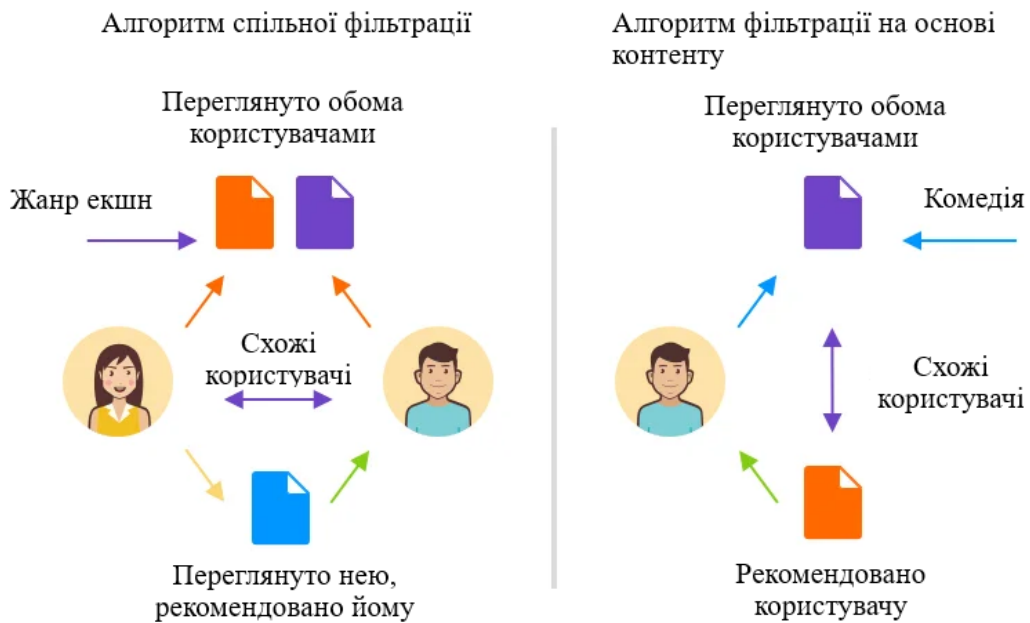 Алгоритм спільної фільтрації
Переглянуто обома
користувачами
Жанр екшн
Схожі
користувачі
Переглянуто нею,
рекомендовано йому
Алгоритм фільтрації на основі
контенту
Переглянуто обома
користувачами
Комедія
Схожі
користувачі
Рекомендовано
користувачу